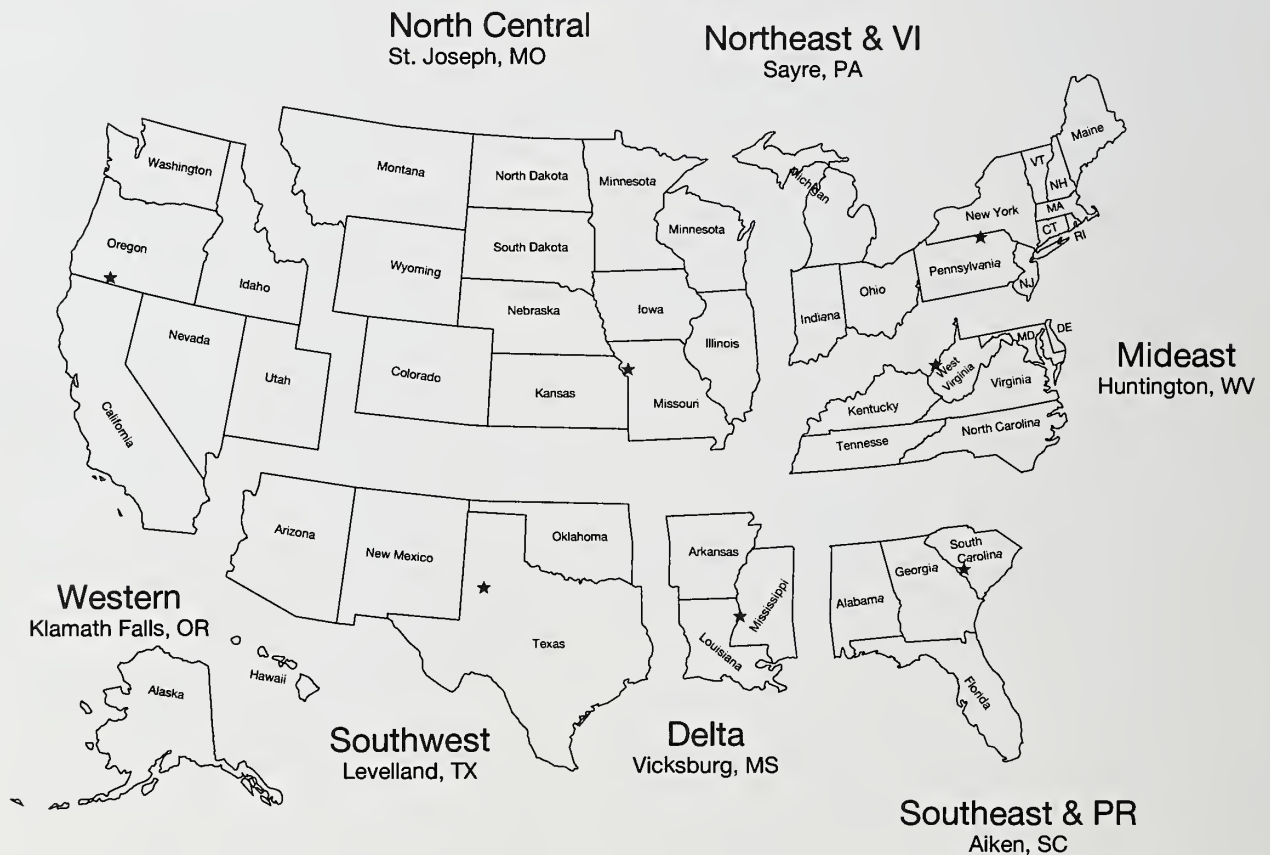 North Central
St. Joseph, MO
Northeast & VI
Sayre, PA
Washington
Montana
North Dakota
Minnesota
Michigan
Maine
VT
NH
New York
MA
CT
RI
Oregon
Idaho
Wyoming
South Dakota
Minnesota
Pennsylvania
NJ
Nevada
Utah
Colorado
Nebraska
Iowa
Illinois
Indiana
Ohio
Kansas
Missouri
California
MD
DE
West
Virginia
Virginia
Kentucky
Tennesse
North Carolina
Mideast
Huntington, WV
Arizona
New Mexico
Oklahoma
Texas
Arkansas
Mississippi
Louisiana
Alabama
Georgia
South
Carolina
Florida
Western
Klamath Falls, OR
Alaska
Hawaii
Southwest
Levelland, TX
Delta
Vicksburg, MS
Southeast & PR
Aiken, SC